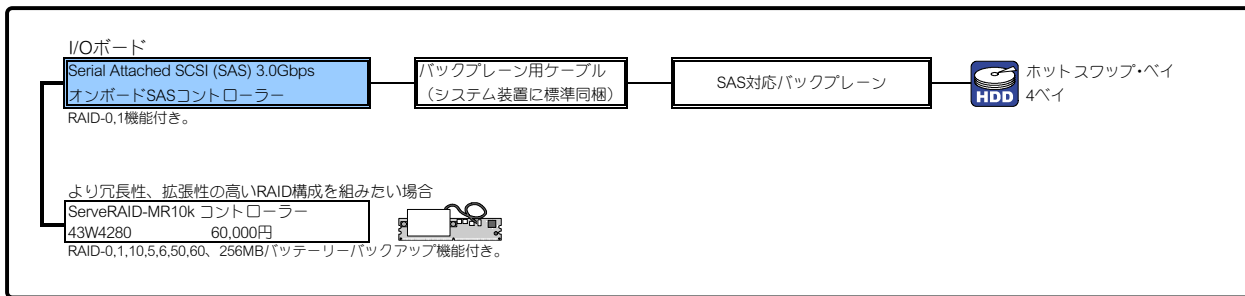 I/Oボード
Serial Attached SCSI (SAS) 3.0Gbps
オンボードSASコントローラー
RAID-0,1機能付き。
バックプレーン用ケーブル
（システム装置に標準同梱）
SAS対応バックプレーン
HDD
ホットスワップ・ベイ
4ベイ
より冗長性、拡張性の高いRAID構成を組みたい場合
ServeRAID-MR10k コントローラー
43W4280 60,000円
RAID-0,1,10,5,6,50,60、256MBバッテーリーバックアップ機能付き。